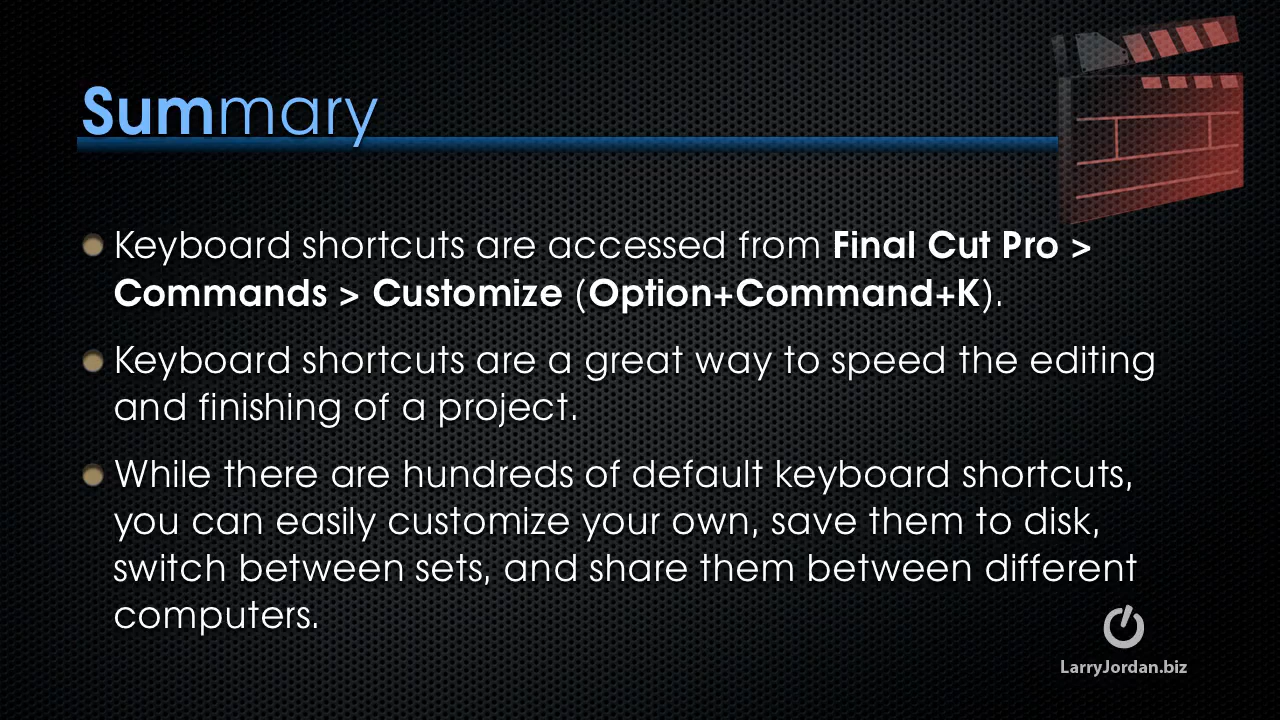 Summary
Keyboard shortcuts are accessed from Final Cut Pro >
Commands > Customize (Option+Command+K).
Keyboard shortcuts are a great way to speed the editing
and finishing of a project.
While there are hundreds of default keyboard shortcuts,
you can easily customize your own, save them to disk,
switch between sets, and share them between different
computers.
LarryJordan.biz